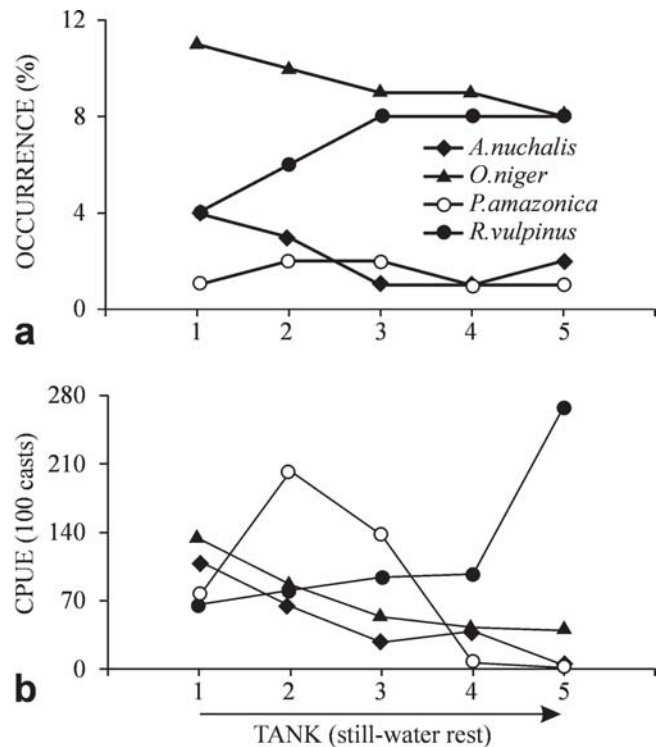 12
8
4
0
OCCURRENCE (%)
A.nuchalis
O.niger
P.amazonica
R.vulpinus
1 2 3 4 5
a
280
210
140
70
0
CPUE (100 casts)
1 2 3 4 5
b
TANK (still-water rest)